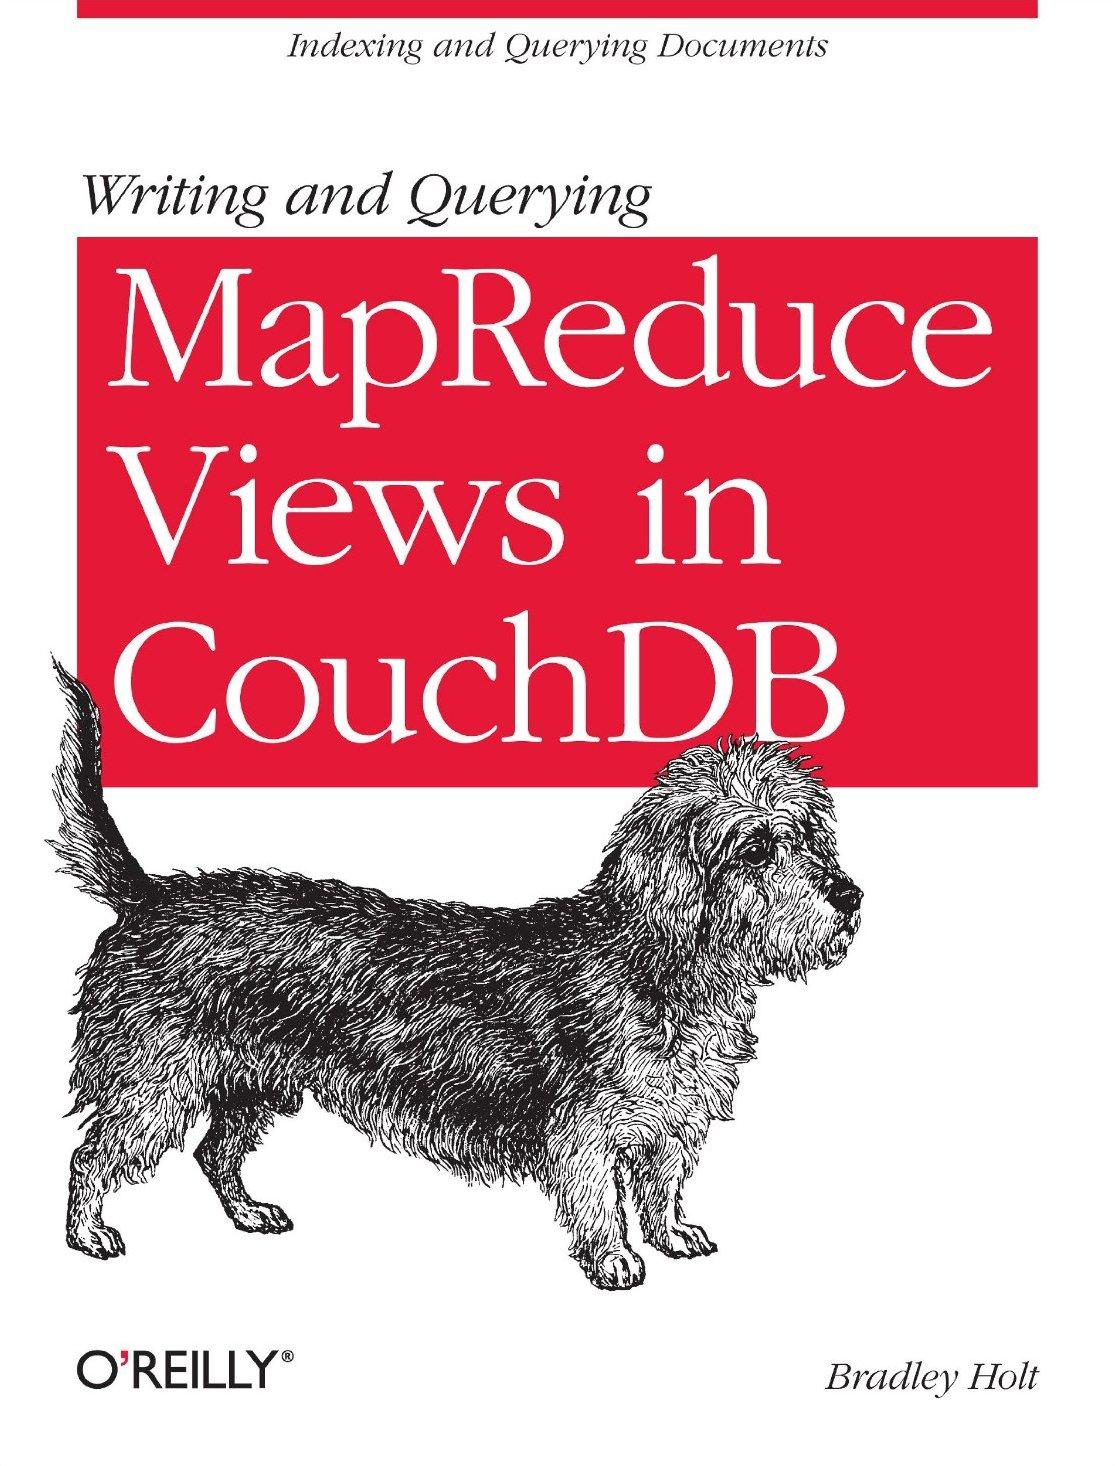 Indexing and Querying Documents
Writing and Querying
MapReduce
Views in
CouchDB
O'REILLY®
Bradley Holt